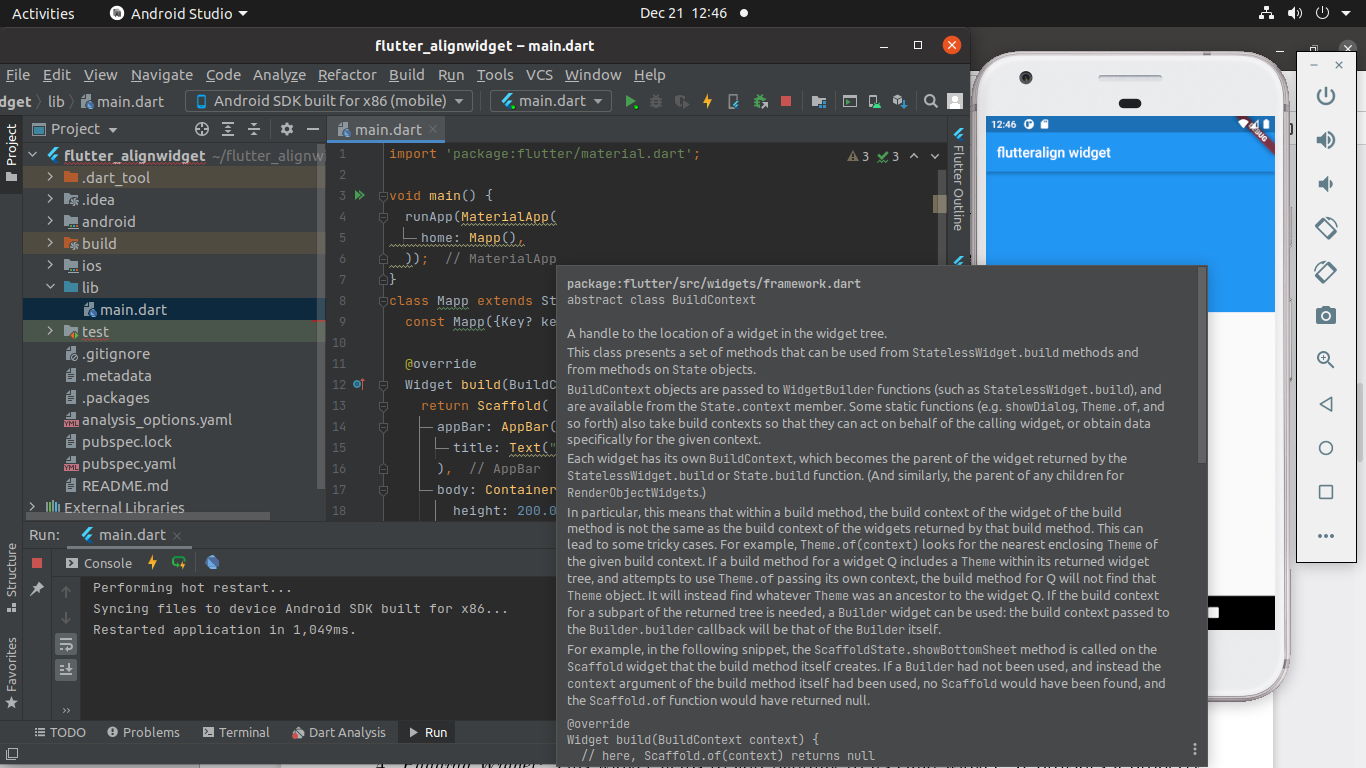 Activities Android Studio Dec 21 12:46
flutter_alignwidget – main.dart
File Edit View Navigate Code Analyze Refactor Build Run Tools VCS Window Help
dget lib main.dart Android SDK built for x86 (mobile) main.dart
Project
Project
main.dart
flutter_alignwidget ~/flutter_alignw
.dart_tool
.idea
android
build
ios
lib
main.dart
test
.gitignore
.metadata
.packages
analysis_options.yaml
pubspec.lock
pubspec.yaml
README.md
External Libraries
1 import 'package:flutter/material.dart';
3 3
2
3 void main() {
4 runApp(MaterialApp(
5 home: Mapp(),
6 )); // MaterialApp
7 }
8 class Mapp extends St
9 const Mapp({Key? ke
10
11 @override
12 Widget build(BuildC
13 return Scaffold(
14 appBar: AppBar(
15 title: Text("
16 ), // AppBar
17 body: Container
18 height: 200.0
Flutter Outline
package:flutter/src/widgets/framework.dart
abstract class BuildContext
A handle to the location of a widget in the widget tree.
This class presents a set of methods that can be used from StatelessWidget.build methods and
from methods on State objects.
BuildContext objects are passed to WidgetBuilder functions (such as StatelessWidget.build), and
are available from the State.context member. Some static functions (e.g. showDialog, Theme.of, and
so forth) also take build contexts so that they can act on behalf of the calling widget, or obtain data
specifically for the given context.
Each widget has its own BuildContext, which becomes the parent of the widget returned by the
StatelessWidget.build or State.build function. (And similarly, the parent of any children for
RenderObjectWidgets.)
In particular, this means that within a build method, the build context of the widget of the build
method is not the same as the build context of the widgets returned by that build method. This can
lead to some tricky cases. For example, Theme.of(context) looks for the nearest enclosing Theme of
the given build context. If a build method for a widget Q includes a Theme within its returned widget
tree, and attempts to use Theme.of passing its own context, the build method for Q will not find that
Theme object. It will instead find whatever Theme was an ancestor to the widget Q. If the build context
for a subpart of the returned tree is needed, a Builder widget can be used: the build context passed to
the Builder.builder callback will be that of the Builder itself.
For example, in the following snippet, the ScaffoldState.showBottomSheet method is called on the
Scaffold widget that the build method itself creates. If a Builder had not been used, and instead the
context argument of the build method itself had been used, no Scaffold would have been found, and
the Scaffold.of function would have returned null.
@override
Widget build(BuildContext context) {
// here, Scaffold.of(context) returns null
12:46
DEBUG
flutteralign widget
Run: main.dart
Console
Performing hot restart...
Syncing files to device Android SDK built for x86...
Restarted application in 1,049ms.
Structure
Favorites
TODO Problems Terminal Dart Analysis Run